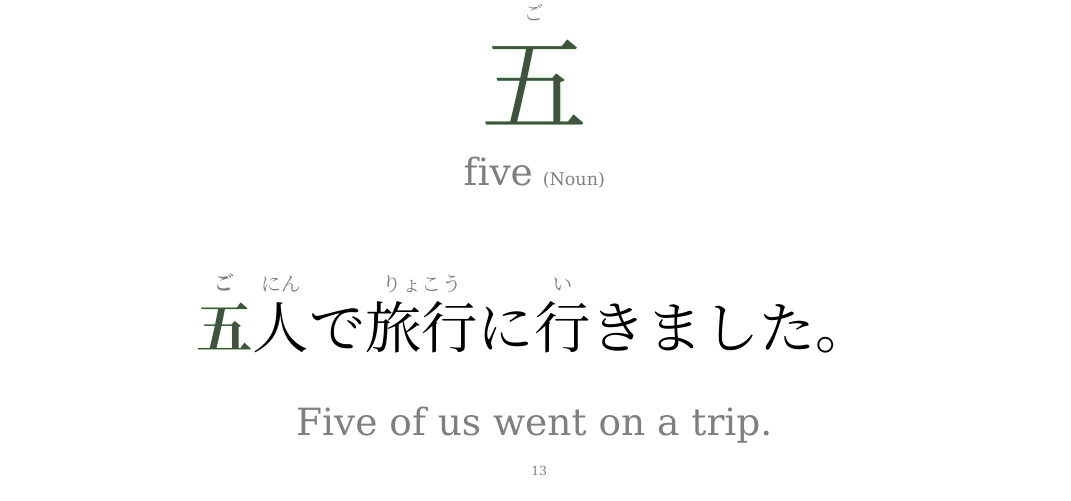 ご
五
five (Noun)
ご にん りょこう い
五人で旅行に行きました。
Five of us went on a trip.
13